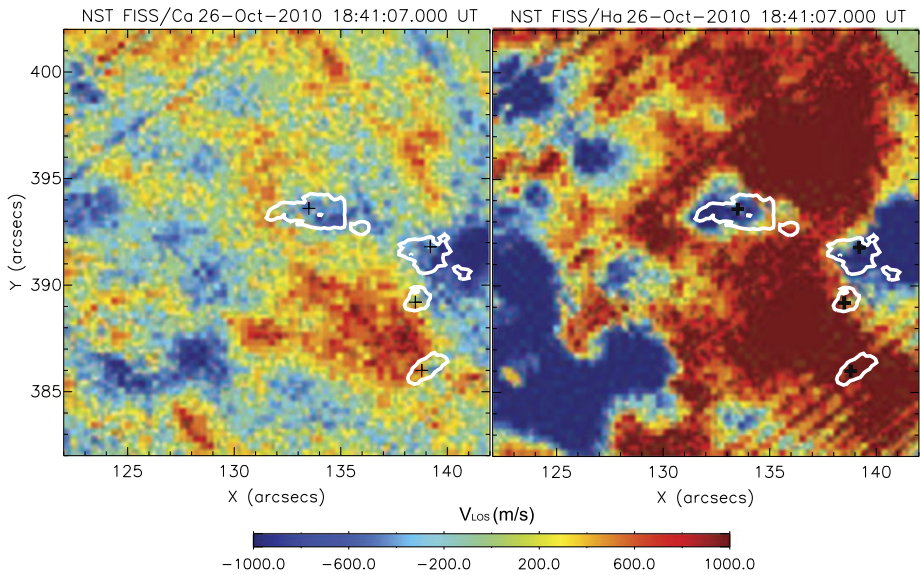 NST FISS/Ca 26-Oct-2010 18:41:07.000 UT
NST FISS/Ha 26-Oct-2010 18:41:07.000 UT
400
395
390
385
Y (arcsecs)
125 130 135 140
125 130 135 140
X (arcsecs)
X (arcsecs)
VLOS (m/s)
-1000.0 -600.0 -200.0 200.0 600.0 1000.0